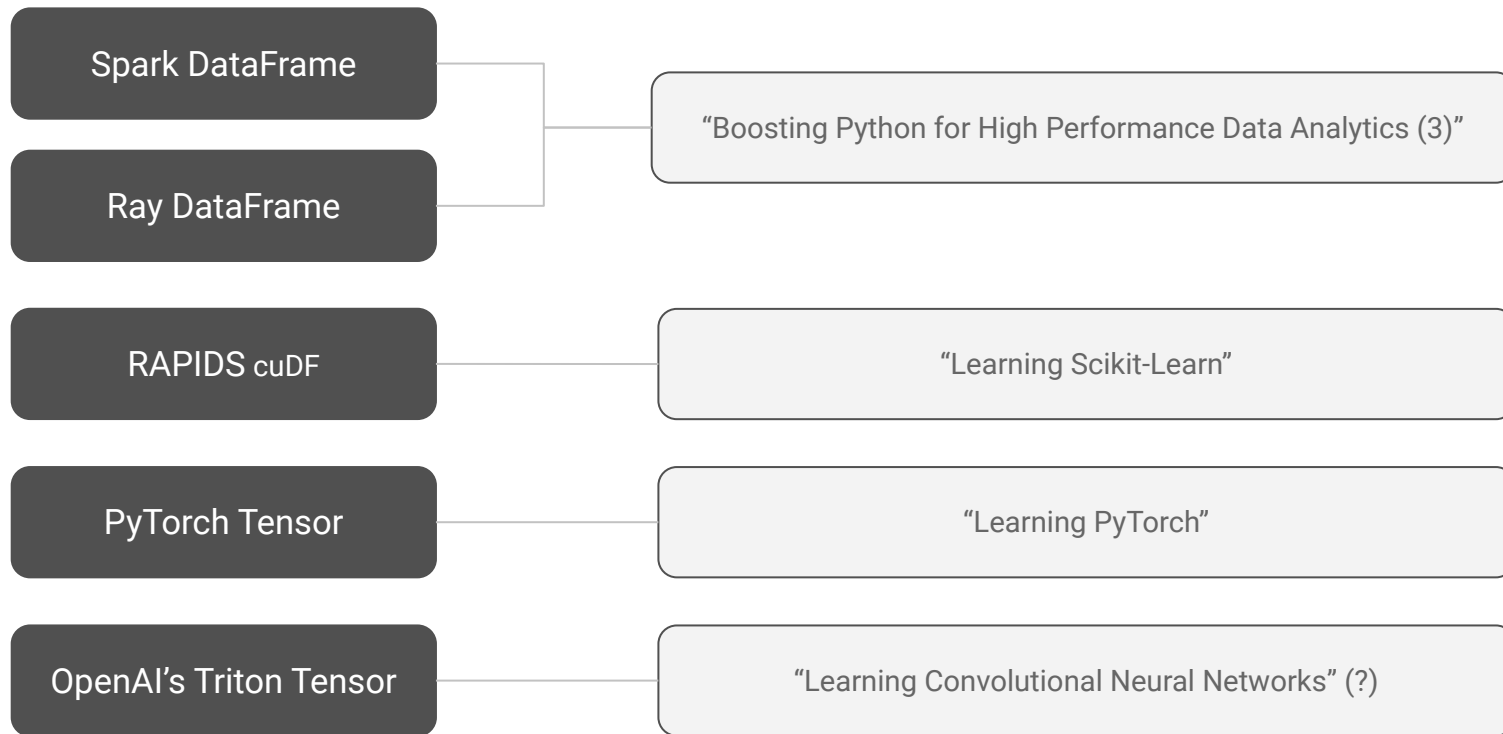 Spark DataFrame
“Boosting Python for High Performance Data Analytics (3)”
Ray DataFrame
RAPIDS cuDF
“Learning Scikit-Learn”
PyTorch Tensor
“Learning PyTorch”
OpenAI’s Triton Tensor
“Learning Convolutional Neural Networks” (?)